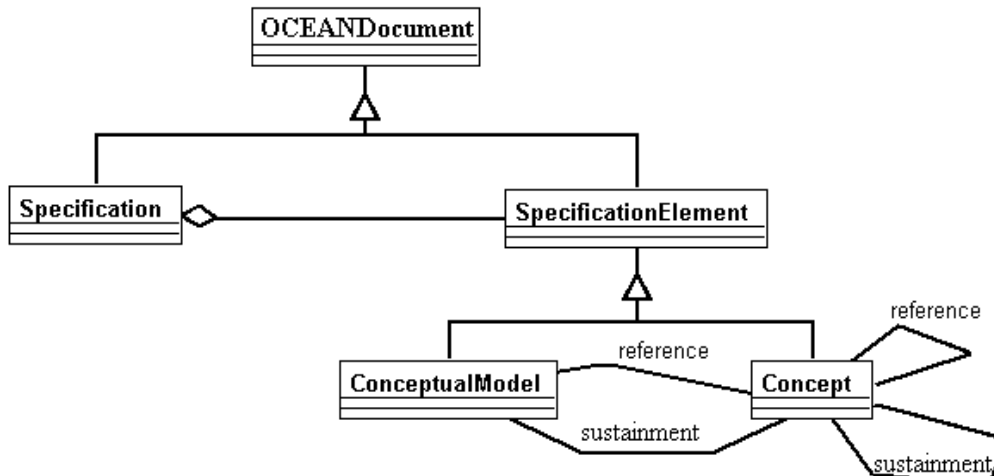 OCEANDocument
Specification
SpecificationElement
reference
reference
ConceptualModel
Concept
sustainment
sustainment